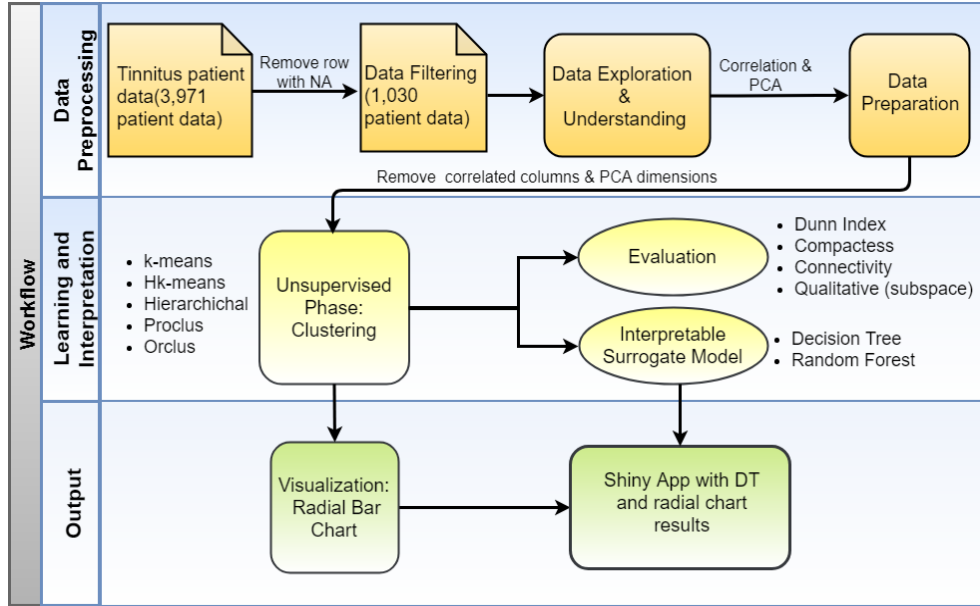 Workflow
Data
Preprocessing
Tinnitus patient
data(3,971
patient data)
Remove row
with NA
Data Filtering
(1,030
patient data)
Data Exploration
&
Understanding
Correlation &
PCA
Data
Preparation
Remove correlated columns & PCA dimensions
Learning and
Interpretation
• k-means
• Hk-means
• Hierarchichal
• Proclus
• Orclus
Unsupervised
Phase:
Clustering
Evaluation
• Dunn Index
• Compactess
• Connectivity
• Qualitative (subspace)
Interpretable
Surrogate Model
• Decision Tree
• Random Forest
Output
Visualization:
Radial Bar
Chart
Shiny App with DT
and radial chart
results